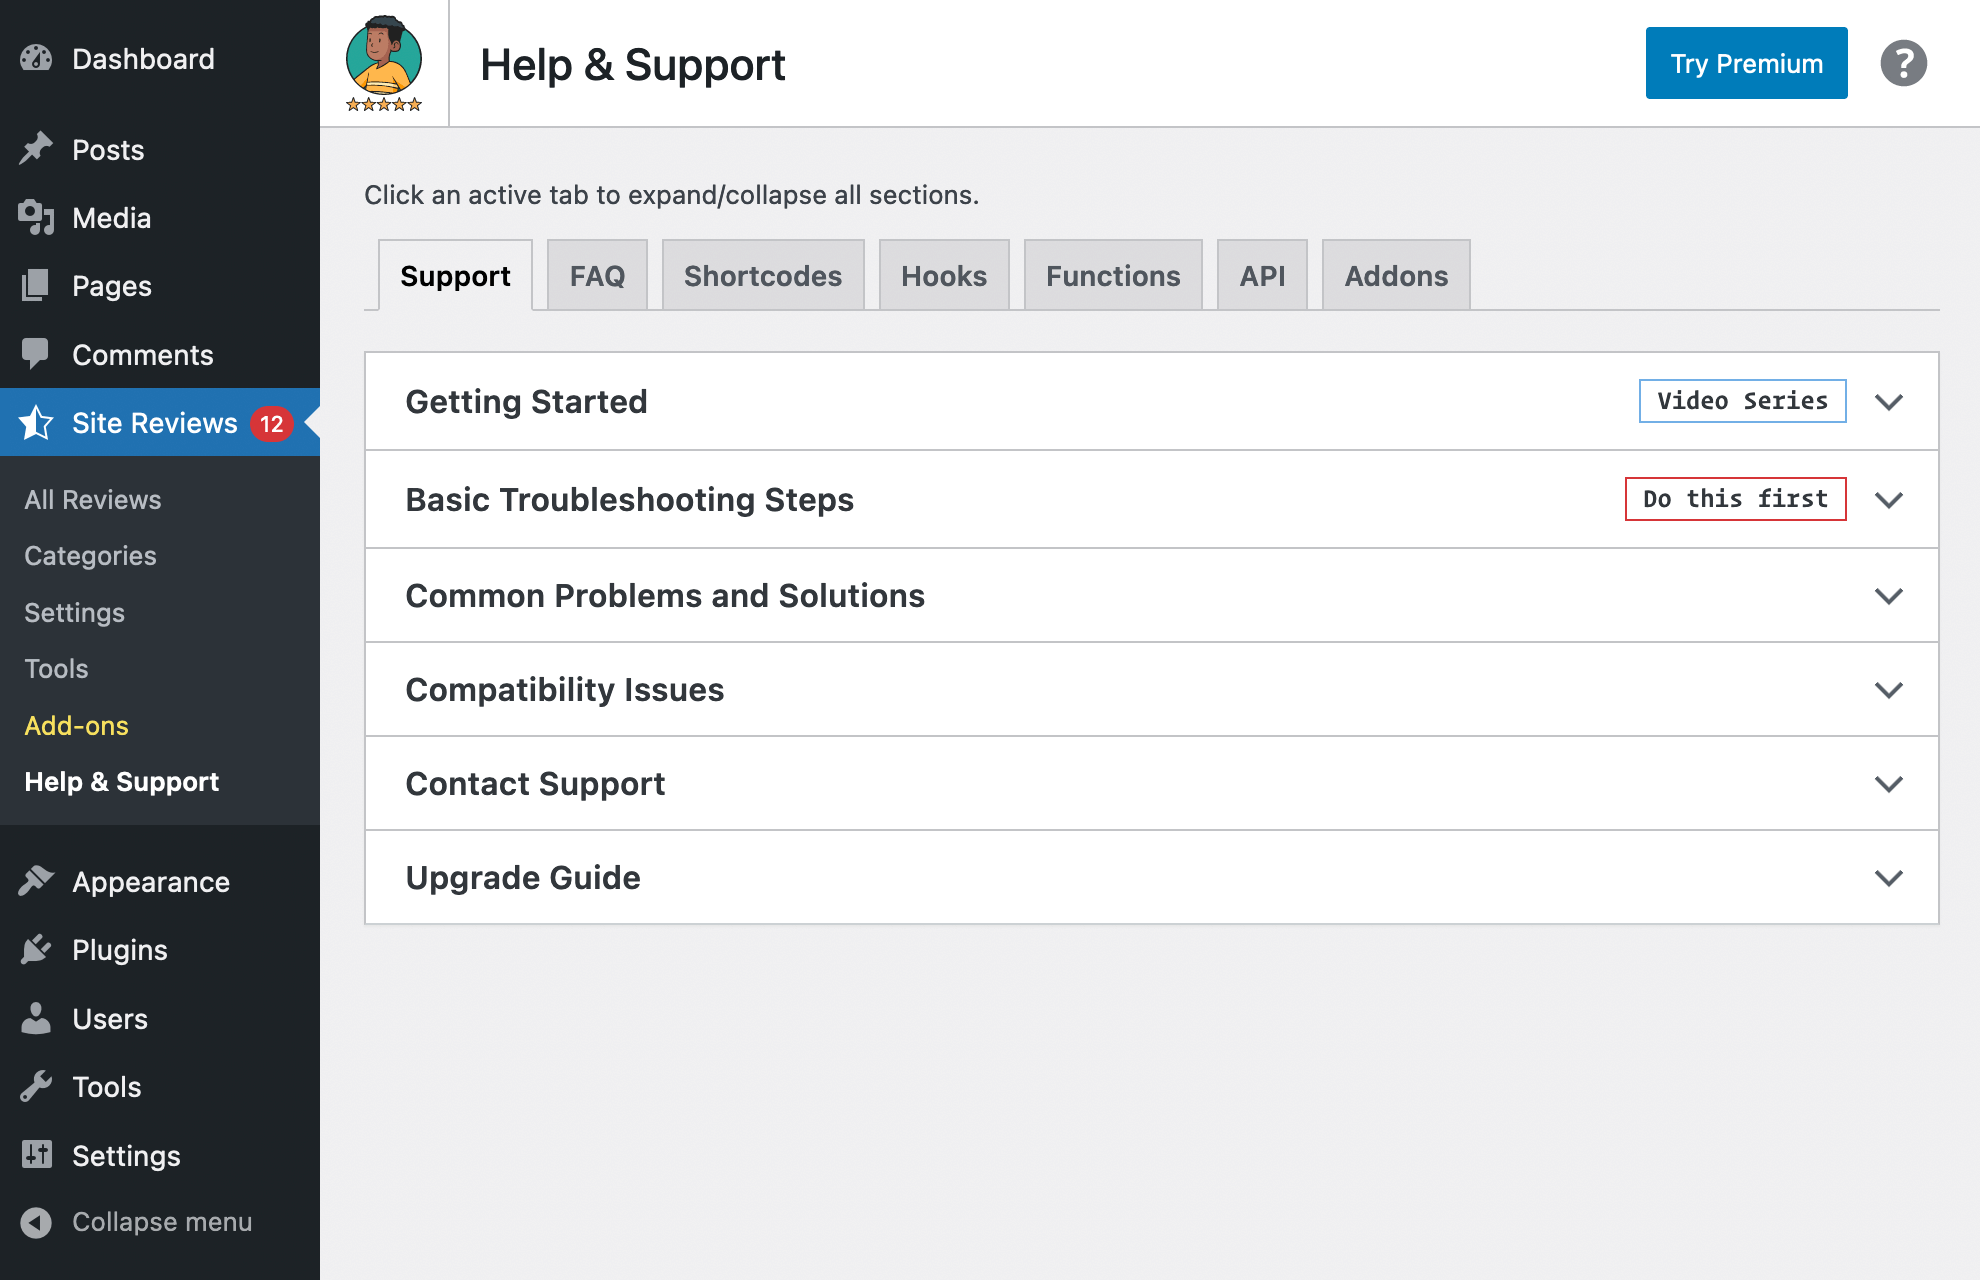 Dashboard
Posts
Media
Pages
Comments
Site Reviews 12
All Reviews
Categories
Settings
Tools
Add-ons
Help & Support
Appearance
Plugins
Users
Tools
Settings
Collapse menu
Help & Support
Try Premium
?
Click an active tab to expand/collapse all sections.
Support FAQ Shortcodes Hooks Functions API Addons
Getting Started Video Series
Basic Troubleshooting Steps Do this first
Common Problems and Solutions
Compatibility Issues
Contact Support
Upgrade Guide